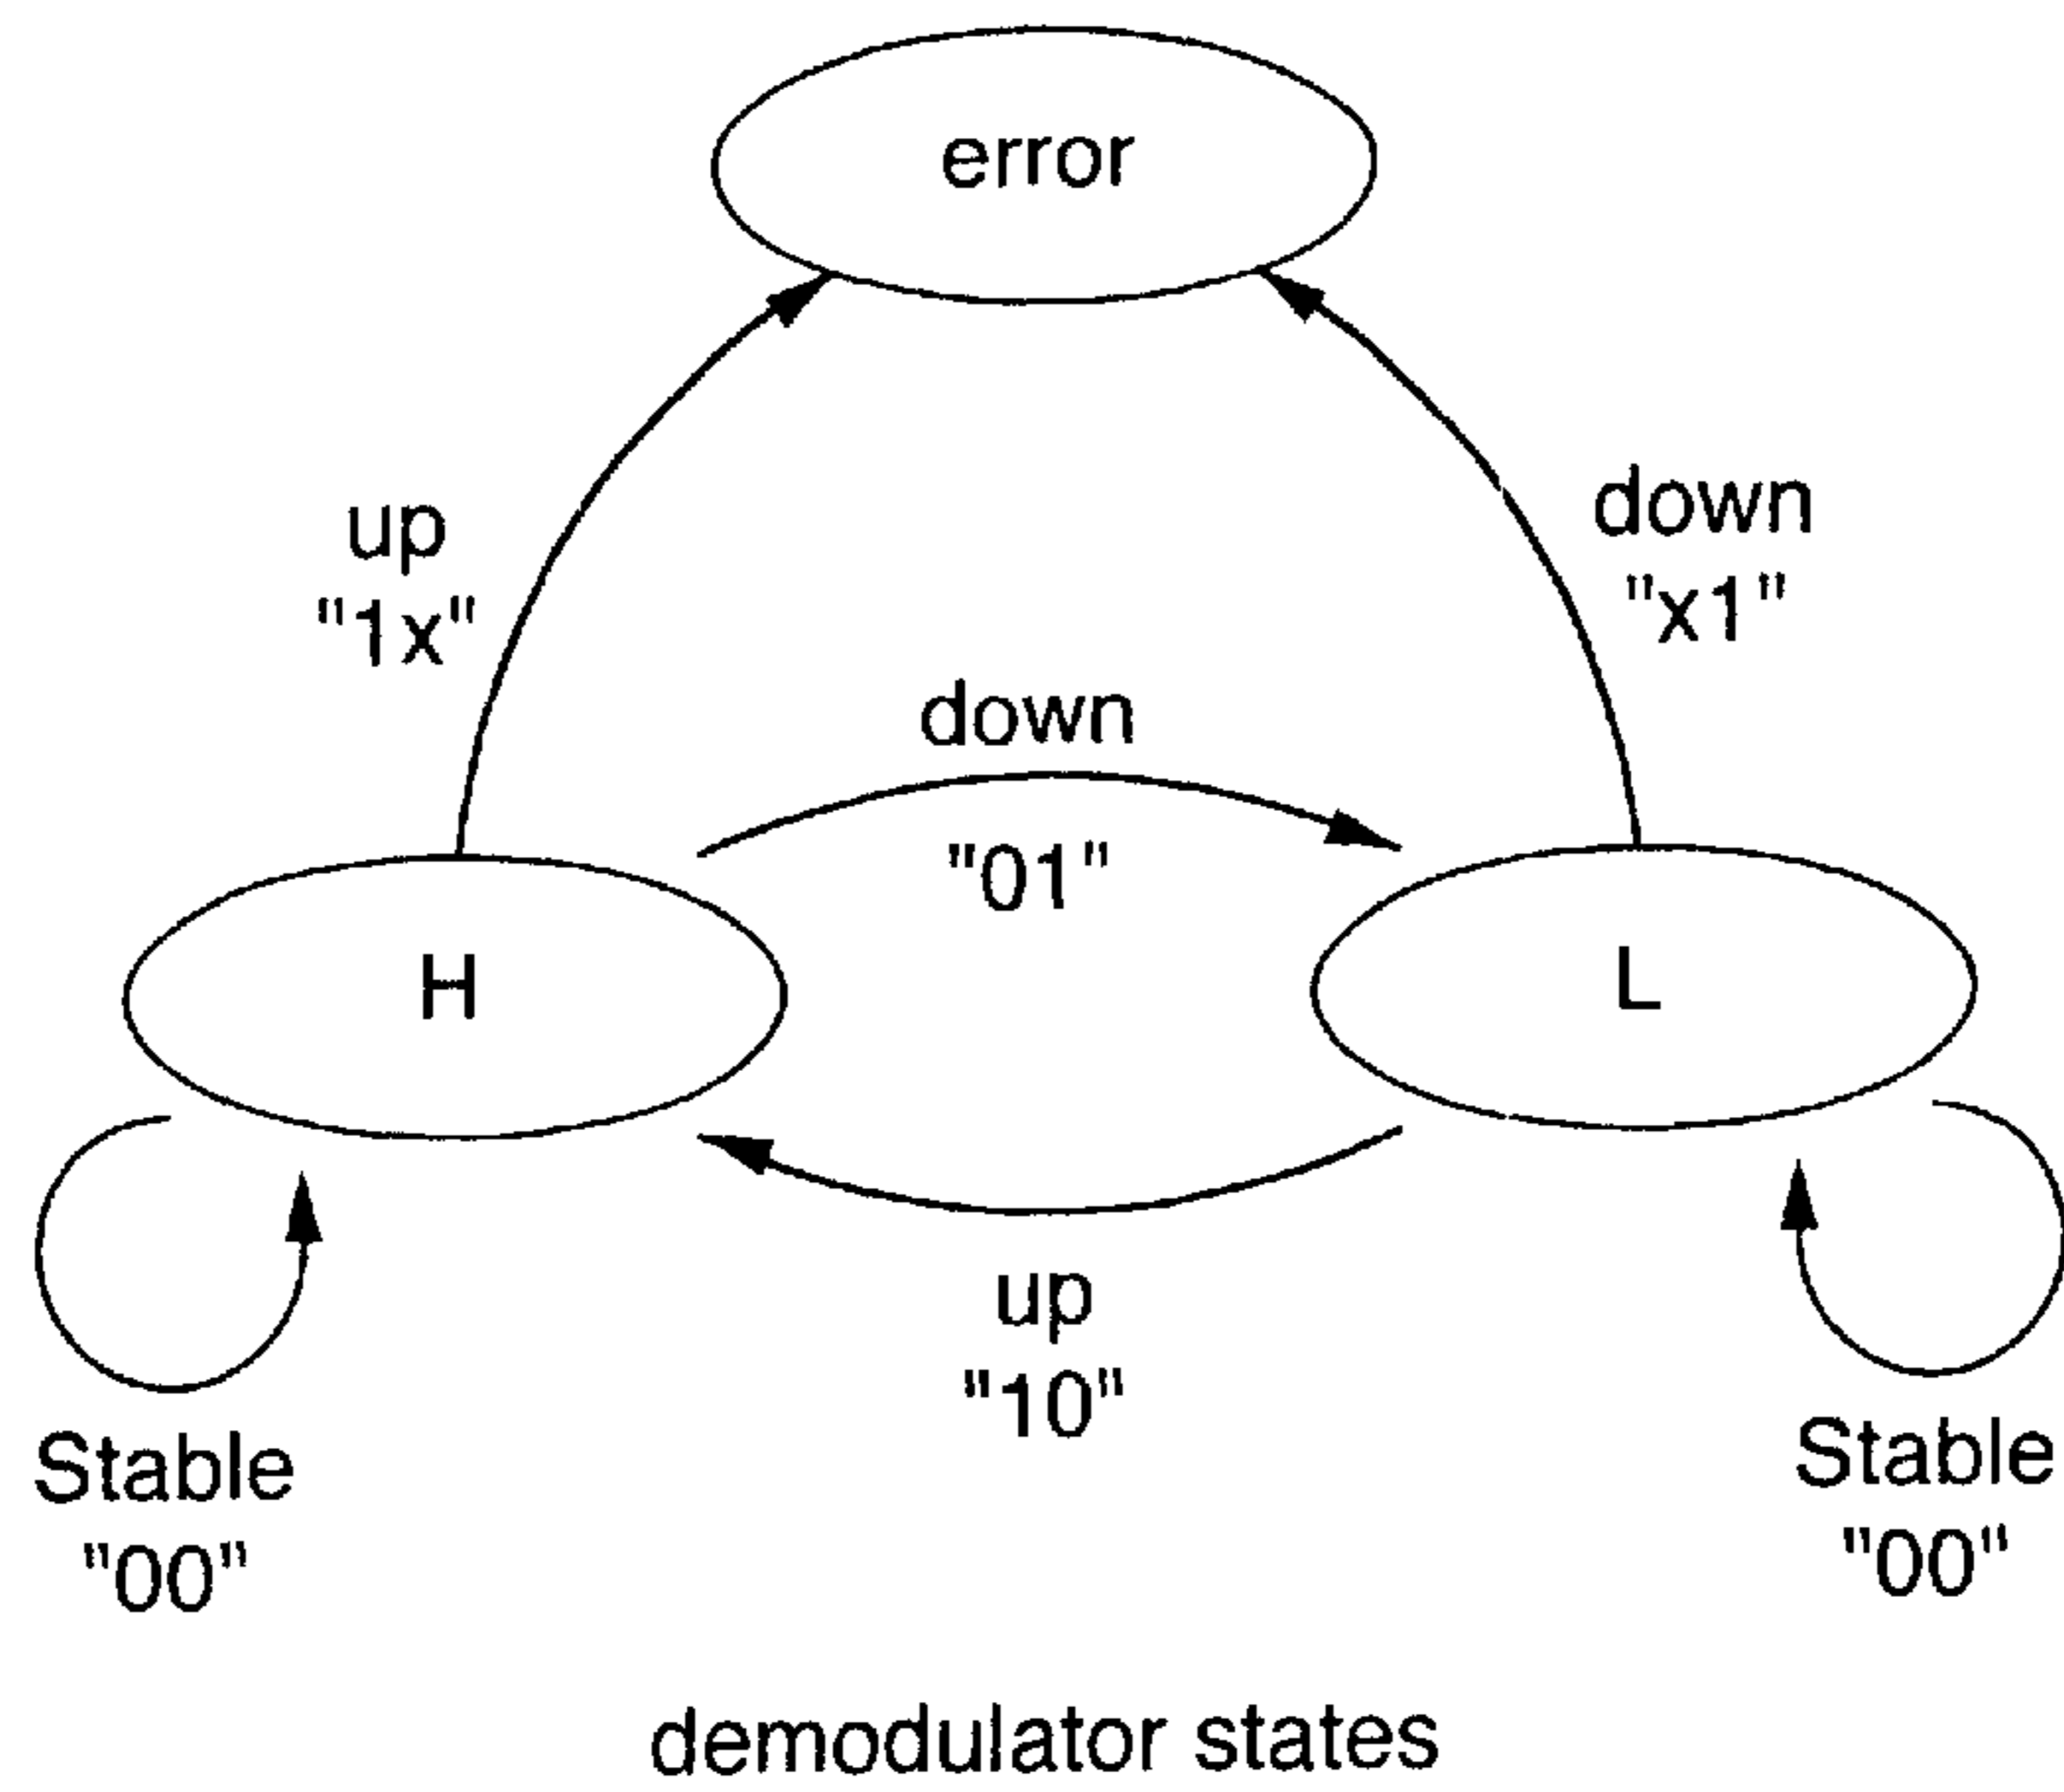 error
up
"1x"
down
"x1"
down
"01"
H
L
up
"10"
Stable
"00"
Stable
"00"
demodulator states